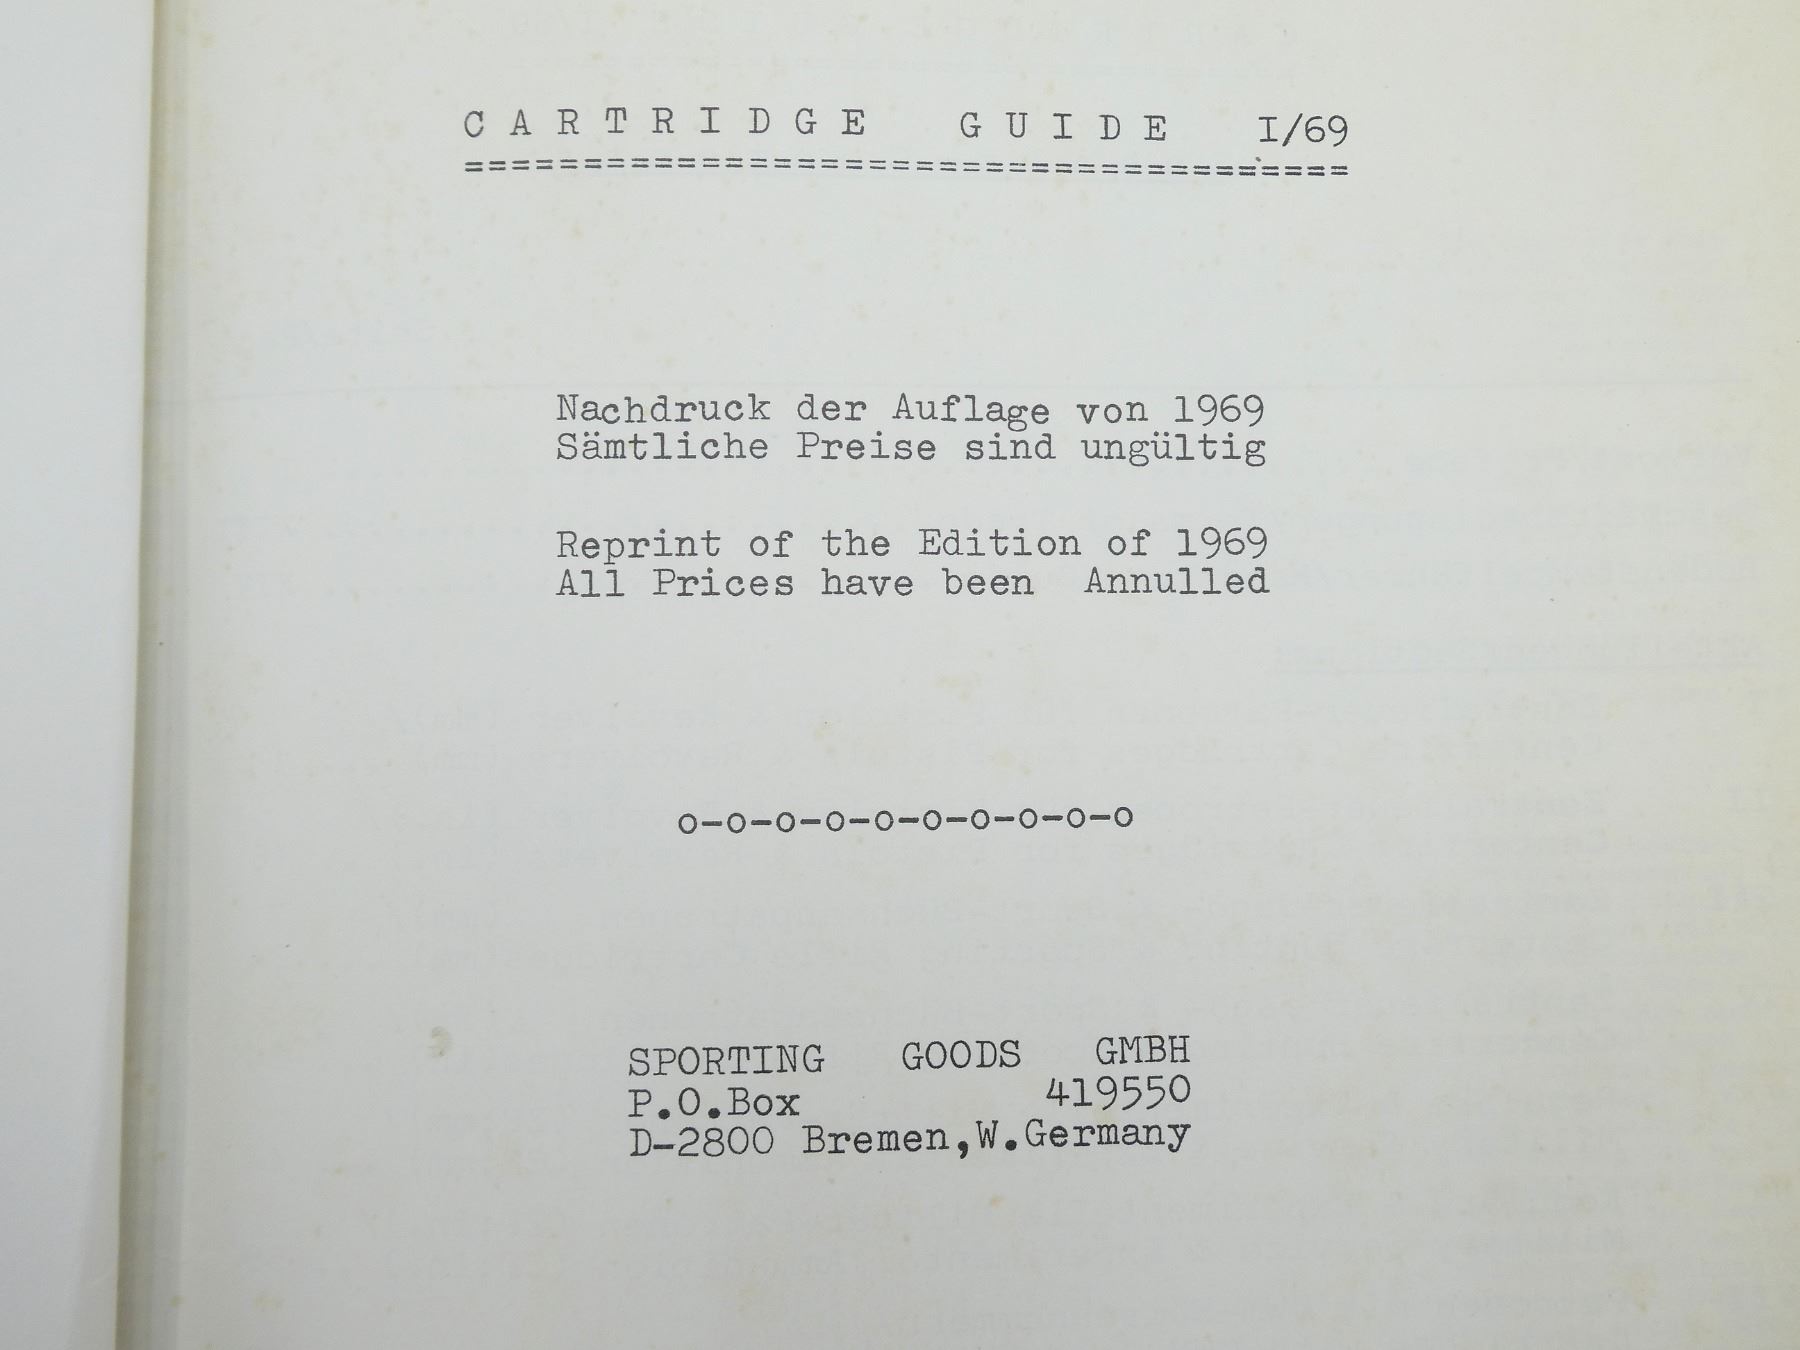 CARTRIDGE GUIDE I/69
=====================================
Nachdruck der Auflage von 1969
Sämtliche Preise sind ungültig
Reprint of the Edition of 1969
All Prices have been Annulled
o-o-o-o-o-o-o-o-o-o
SPORTING GOODS GMBH
P.O.Box 419550
D-2800 Bremen,W.Germany